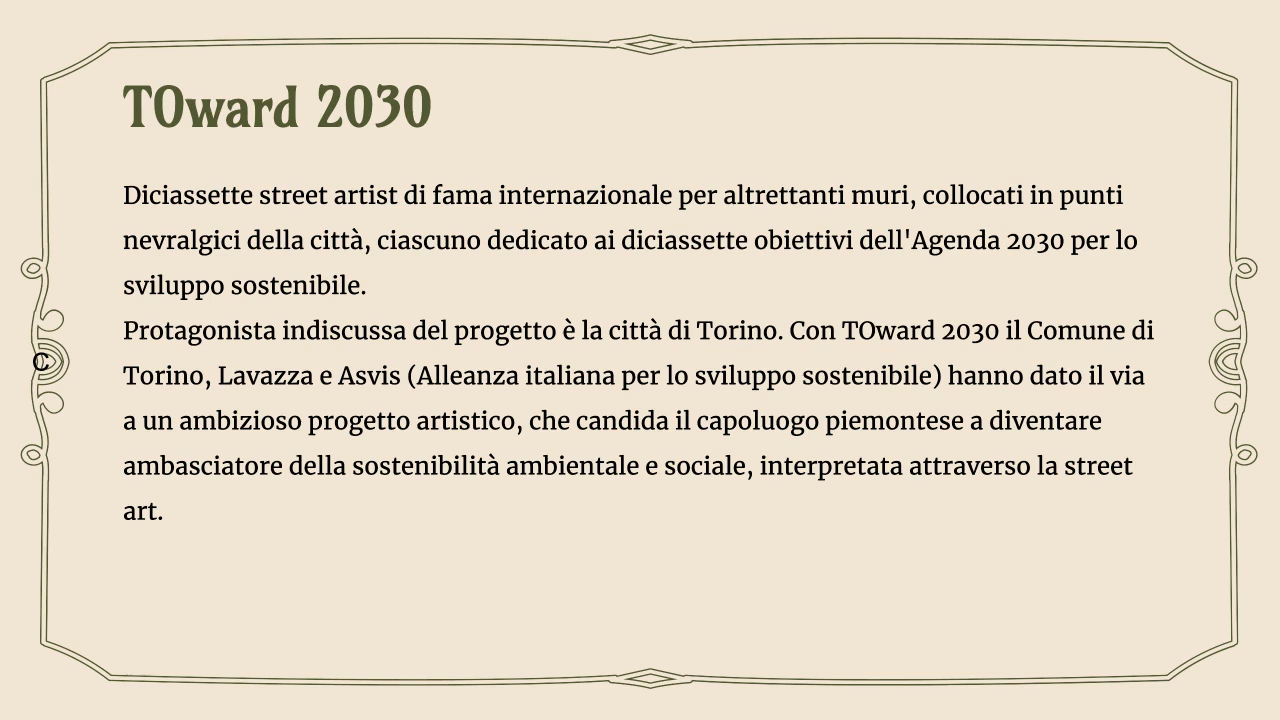 TOward 2030
Diciassette street artist di fama internazionale per altrettanti muri, collocati in punti
nevralgici della città, ciascuno dedicato ai diciassette obiettivi dell'Agenda 2030 per lo
sviluppo sostenibile.
Protagonista indiscussa del progetto è la città di Torino. Con TOward 2030 il Comune di
Torino, Lavazza e Asvis (Alleanza italiana per lo sviluppo sostenibile) hanno dato il via
a un ambizioso progetto artistico, che candida il capoluogo piemontese a diventare
ambasciatore della sostenibilità ambientale e sociale, interpretata attraverso la street
art.
C